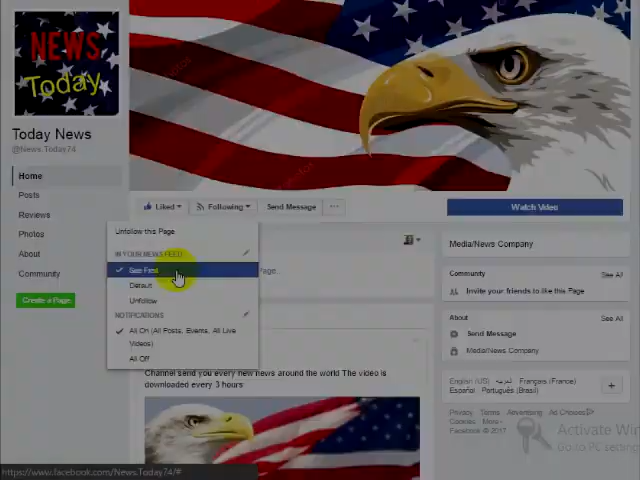 NEWS
Today
Today News
@News.Today74
Home
Posts
Reviews
Photos
About
Community
Create a Page
Liked
Following
Send Message
Watch Video
Unfollow this Page
IN YOUR NEWS FEED
See First
Default
Unfollow
NOTIFICATIONS
All On (All Posts, Events, All Live
Videos)
All Off
Page...
Channel send you every new news around the world The video is
downloaded every 3 hours
Media/News Company
Community
See All
Invite your friends to like this Page
About
See All
Send Message
Media/News Company
English (US) · العربية · Français (France)
Español · Português (Brasil)
Privacy · Terms · Advertising · Ad Choices
Cookies · More
Facebook © 2017
Activate Win
Go to PC setting
https://www.facebook.com/News.Today74/#